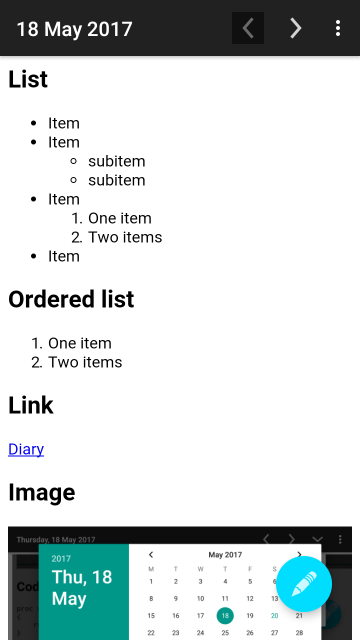 18 May 2017
List
Item
Item
subitem
subitem
Item
1. One item
2. Two items
Item
Ordered list
1. One item
2. Two items
Link
Diary
Image
Thursday, 18 May 2017
2017
Thu, 18
May
May 2017
M T W T F S
1 2 3 4 5 6 7
8 9 10 11 12 13
15 16 17 18 19 20 21
22 23 24 25 26 27 28